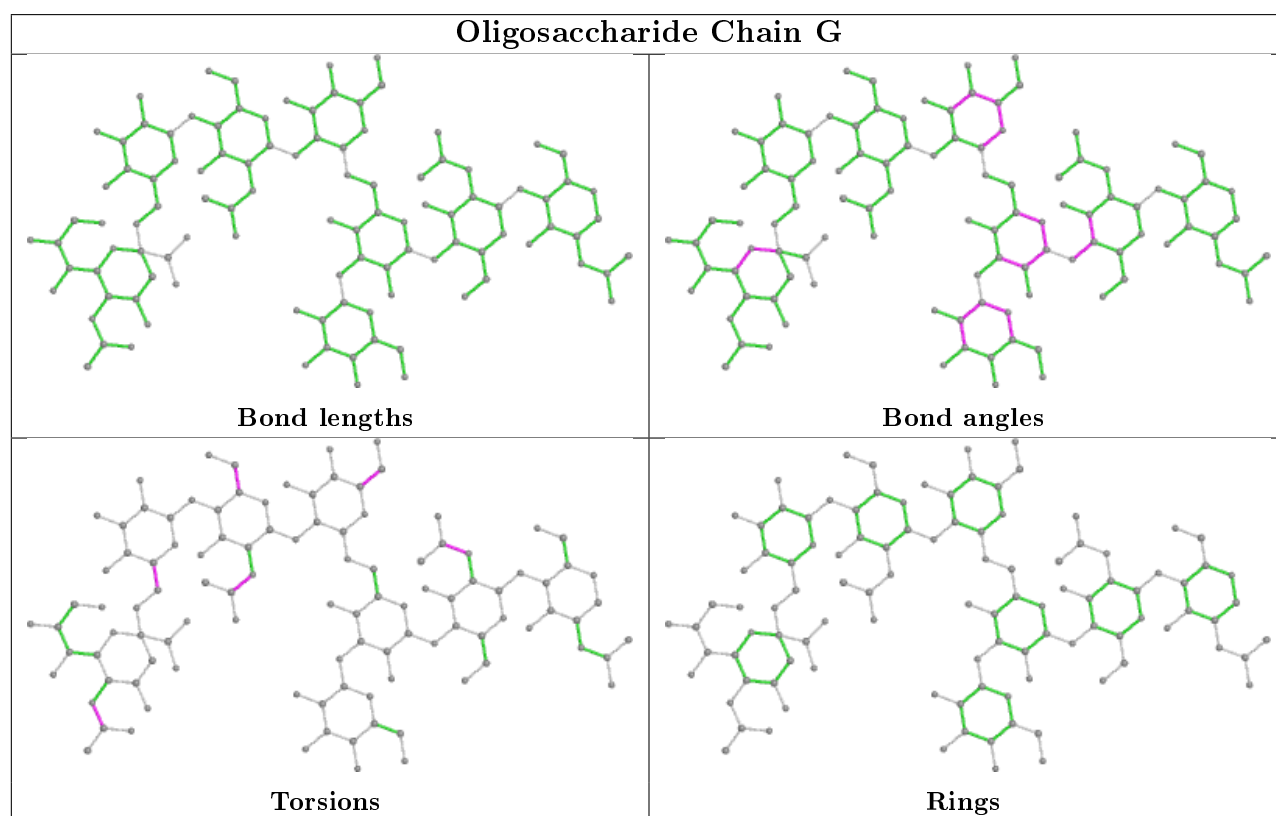 Oligosaccharide Chain G
Bond lengths
Bond angles
Torsions
Rings